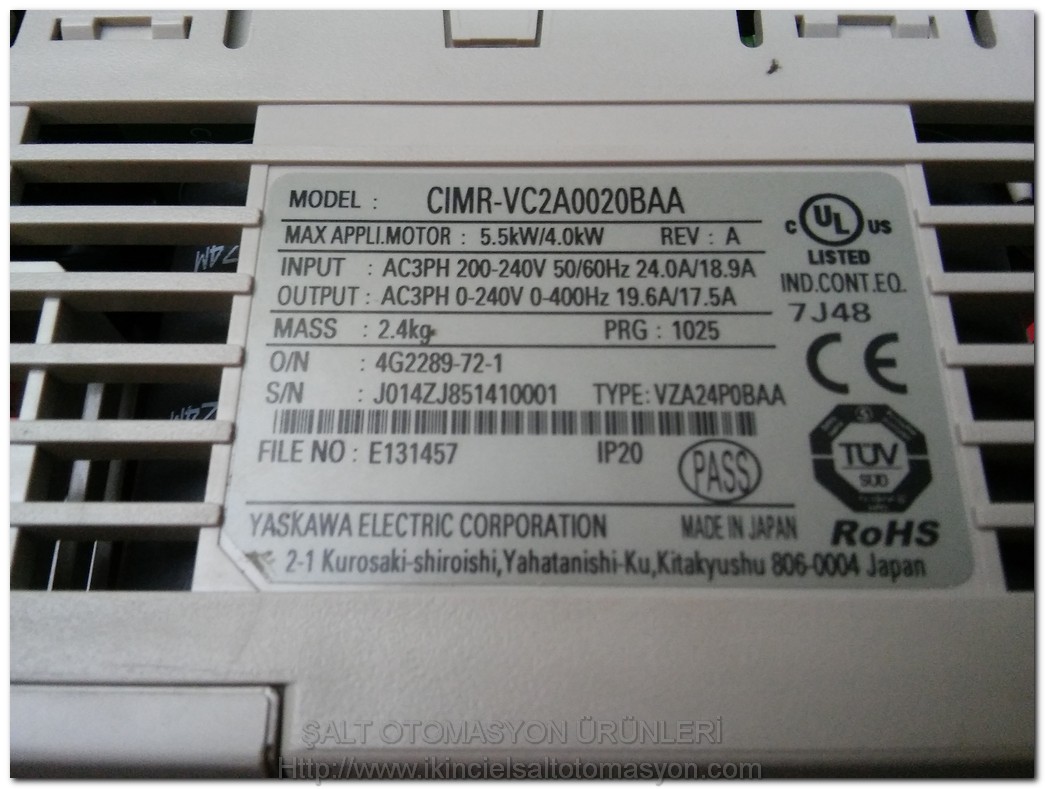 MODEL : CIMR-VC2A0020BAA
MAX APPLI.MOTOR : 5.5kW/4.0kW REV : A
INPUT : AC3PH 200-240V 50/60Hz 24.0A/18.9A
OUTPUT : AC3PH 0-240V 0-400Hz 19.6A/17.5A
MASS : 2.4kg PRG : 1025
O/N : 4G2289-72-1
S/N : J014ZJ851410001 TYPE: VZA24P0BAA
FILE NO : E131457 IP20 PASS
YASKAWA ELECTRIC CORPORATION MADE IN JAPAN
2-1 Kurosaki-shiroishi,Yahatanishi-Ku,Kitakyushu 806-0004 Japan
C UL US
LISTED
IND.CONT.EQ.
7J48
CE
TÜV
SÜD
RoHS
ŞALT OTOMASYON ÜRÜNLERİ
Http://www.ikincielsaltotomasyon.com